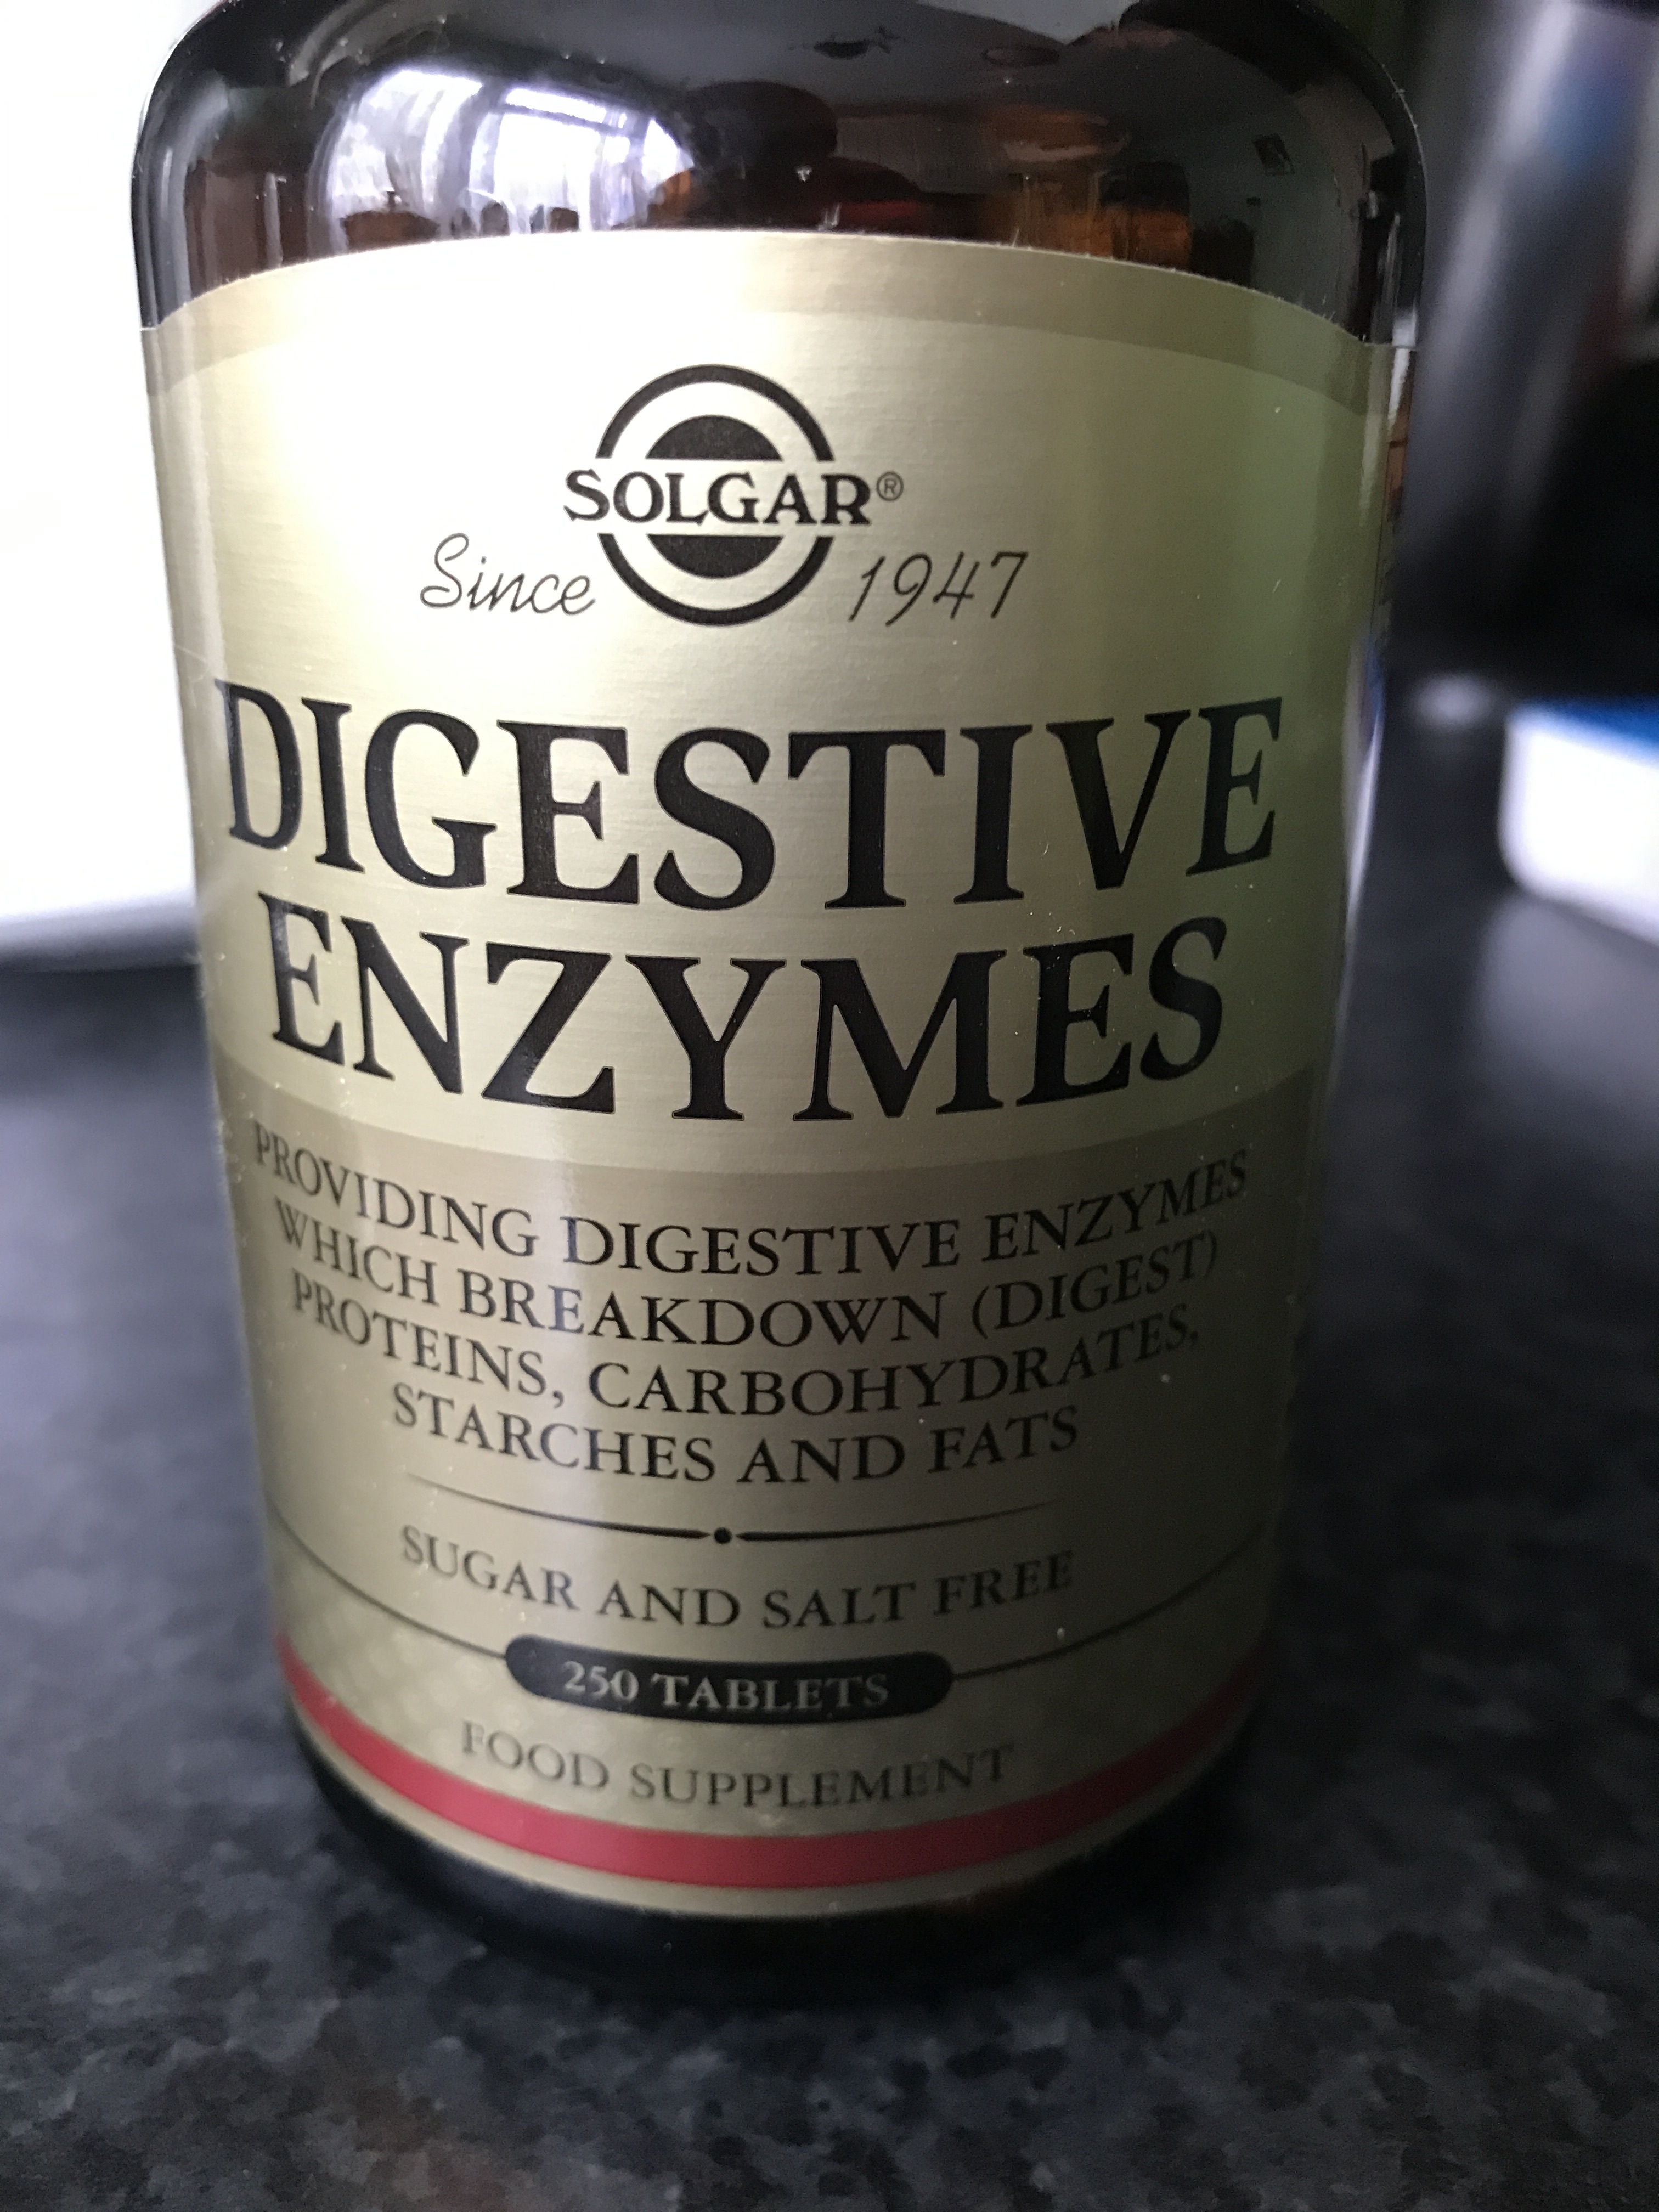 SOLGAR®
Since 1947
DIGESTIVE
ENZYMES
PROVIDING DIGESTIVE ENZYMES
WHICH BREAKDOWN (DIGEST)
PROTEINS, CARBOHYDRATES,
STARCHES AND FATS
SUGAR AND SALT FREE
250 TABLETS
FOOD SUPPLEMENT